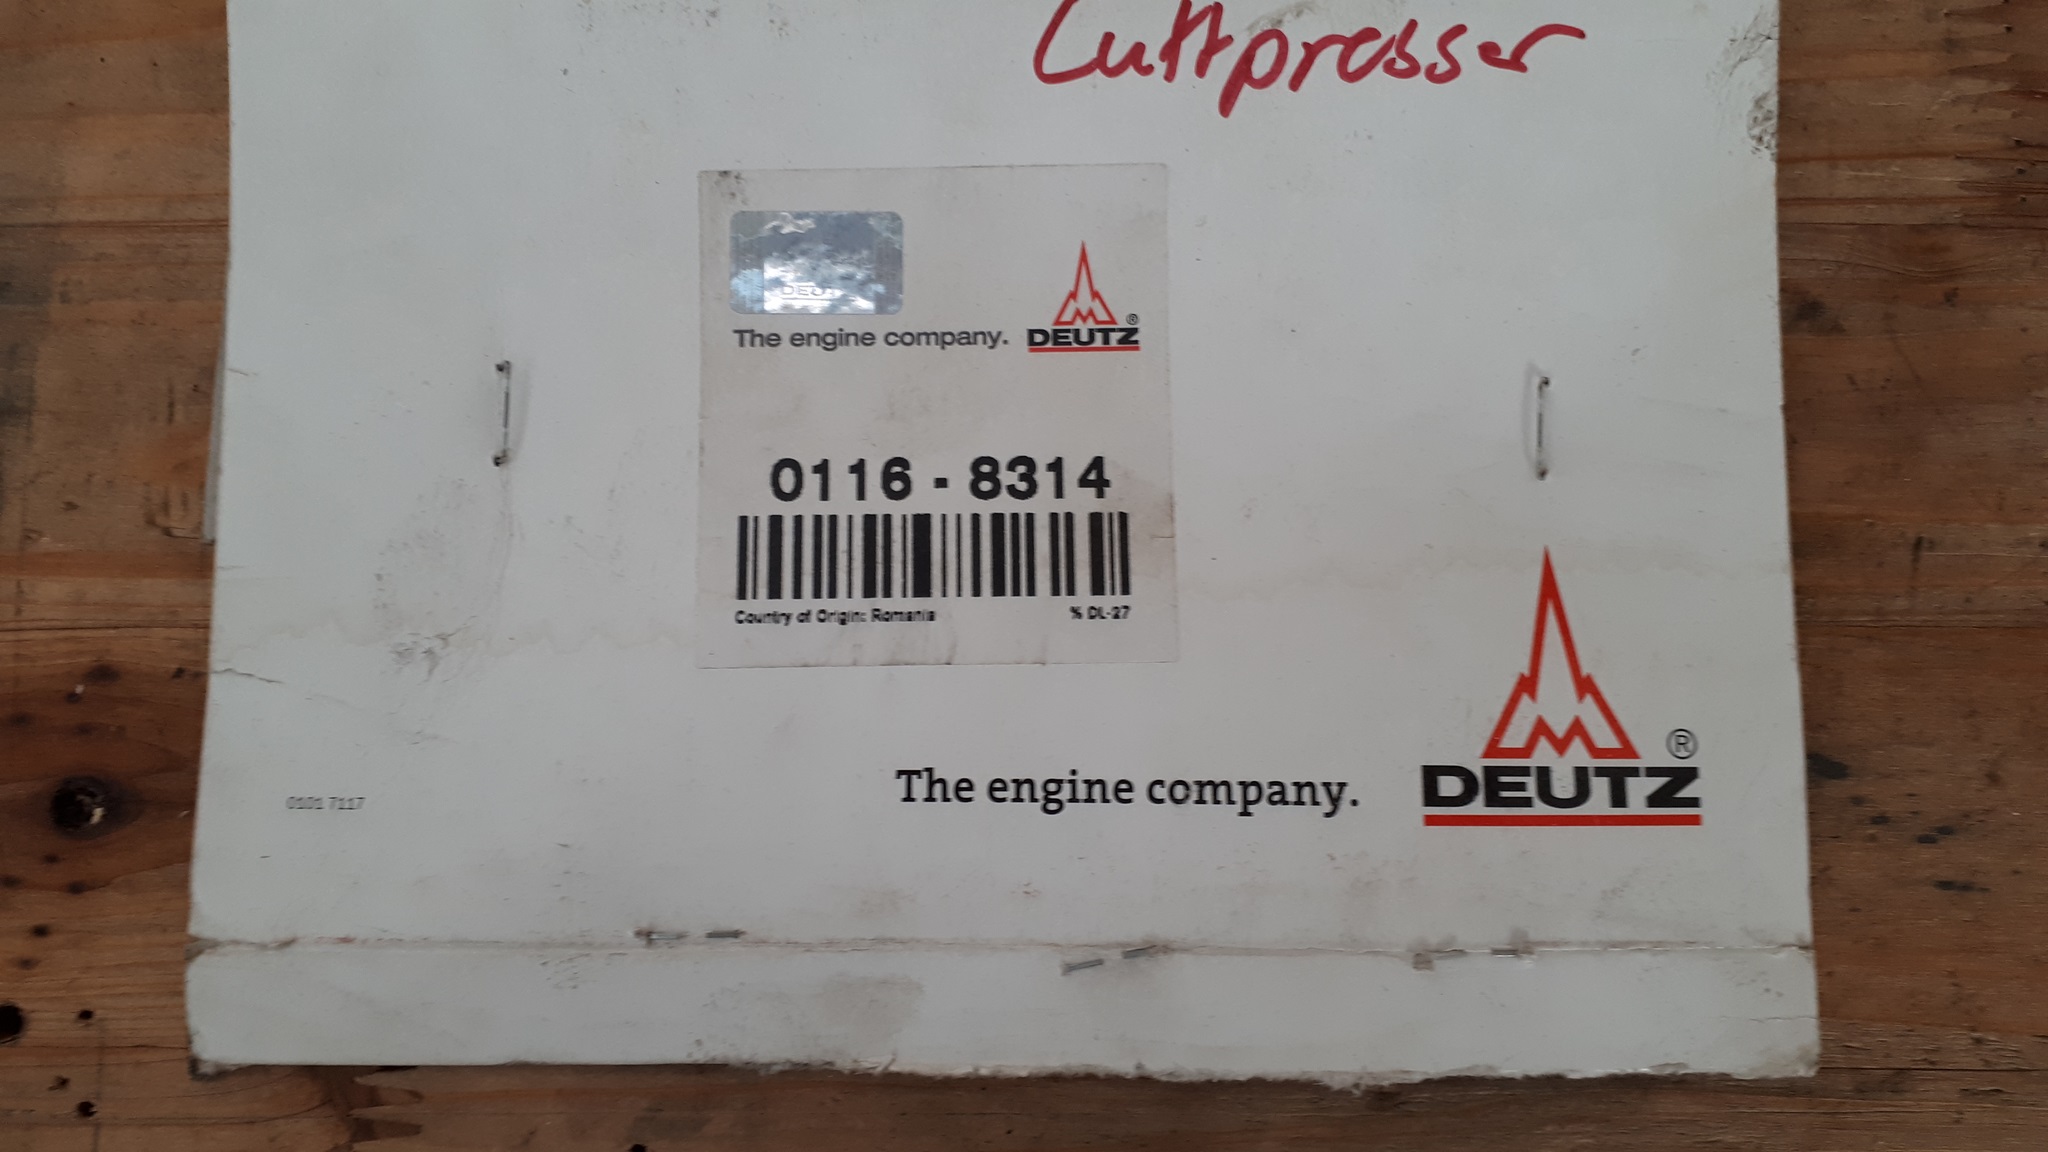 Luftpresser
DEUTZ
The engine company. DEUTZ®
0116 - 8314
Country of Origin: Romania % DL-27
The engine company. DEUTZ®
0101 7117